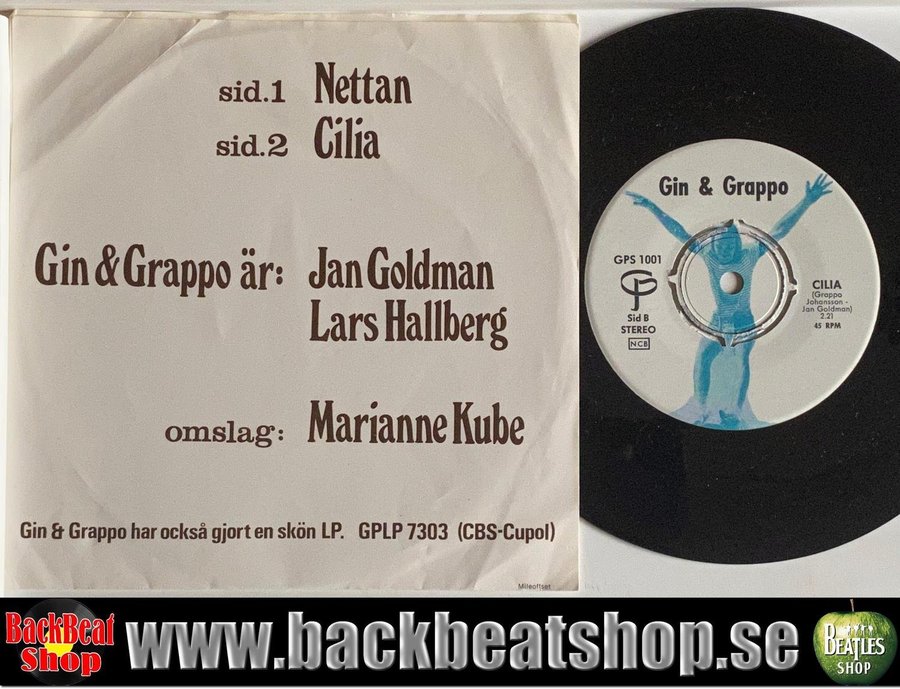 sid.1 Nettan
sid.2 Cilia
Gin & Grappo är: Jan Goldman
Lars Hallberg
omslag: Marianne Kube
Gin & Grappo har också gjort en skön LP. GPLP 7303 (CBS-Cupol)
Mileoffset
Gin & Grappo
GPS 1001
GP
Sid B
STEREO
NCB
CILIA
(Grappo
Johansson -
Jan Goldman)
2.21
45 RPM
BackBeat
Shop
www.backbeatshop.se
BEATLES
SHOP